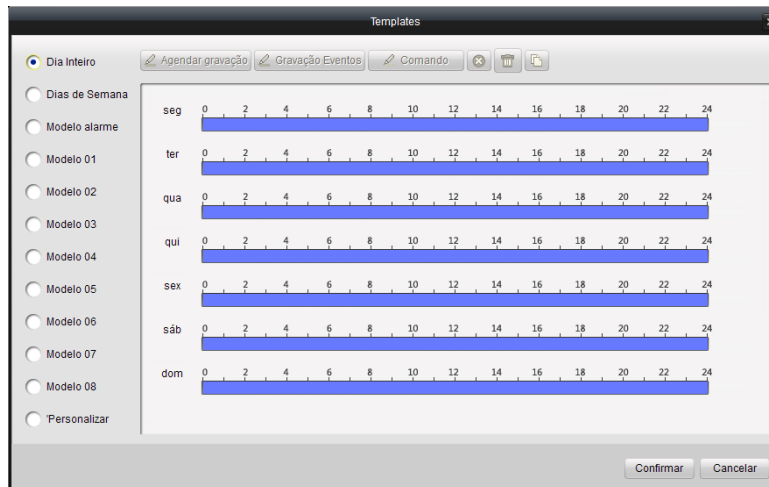 Templates
Dia Inteiro
Dias de Semana
Modelo alarme
Modelo 01
Modelo 02
Modelo 03
Modelo 04
Modelo 05
Modelo 06
Modelo 07
Modelo 08
'Personalizar
Agendar gravação Gravação Eventos Comando
seg 0 2 4 6 8 10 12 14 16 18 20 22 24
ter 0 2 4 6 8 10 12 14 16 18 20 22 24
qua 0 2 4 6 8 10 12 14 16 18 20 22 24
qui 0 2 4 6 8 10 12 14 16 18 20 22 24
sex 0 2 4 6 8 10 12 14 16 18 20 22 24
sáb 0 2 4 6 8 10 12 14 16 18 20 22 24
dom 0 2 4 6 8 10 12 14 16 18 20 22 24
Confirmar Cancelar